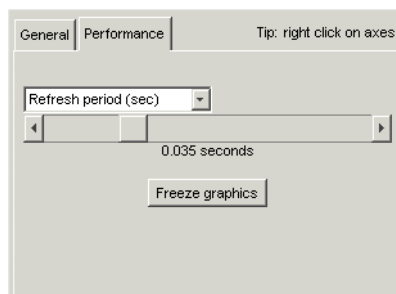 General Performance Tip: right click on axes
Refresh period (sec)
0.035 seconds
Freeze graphics